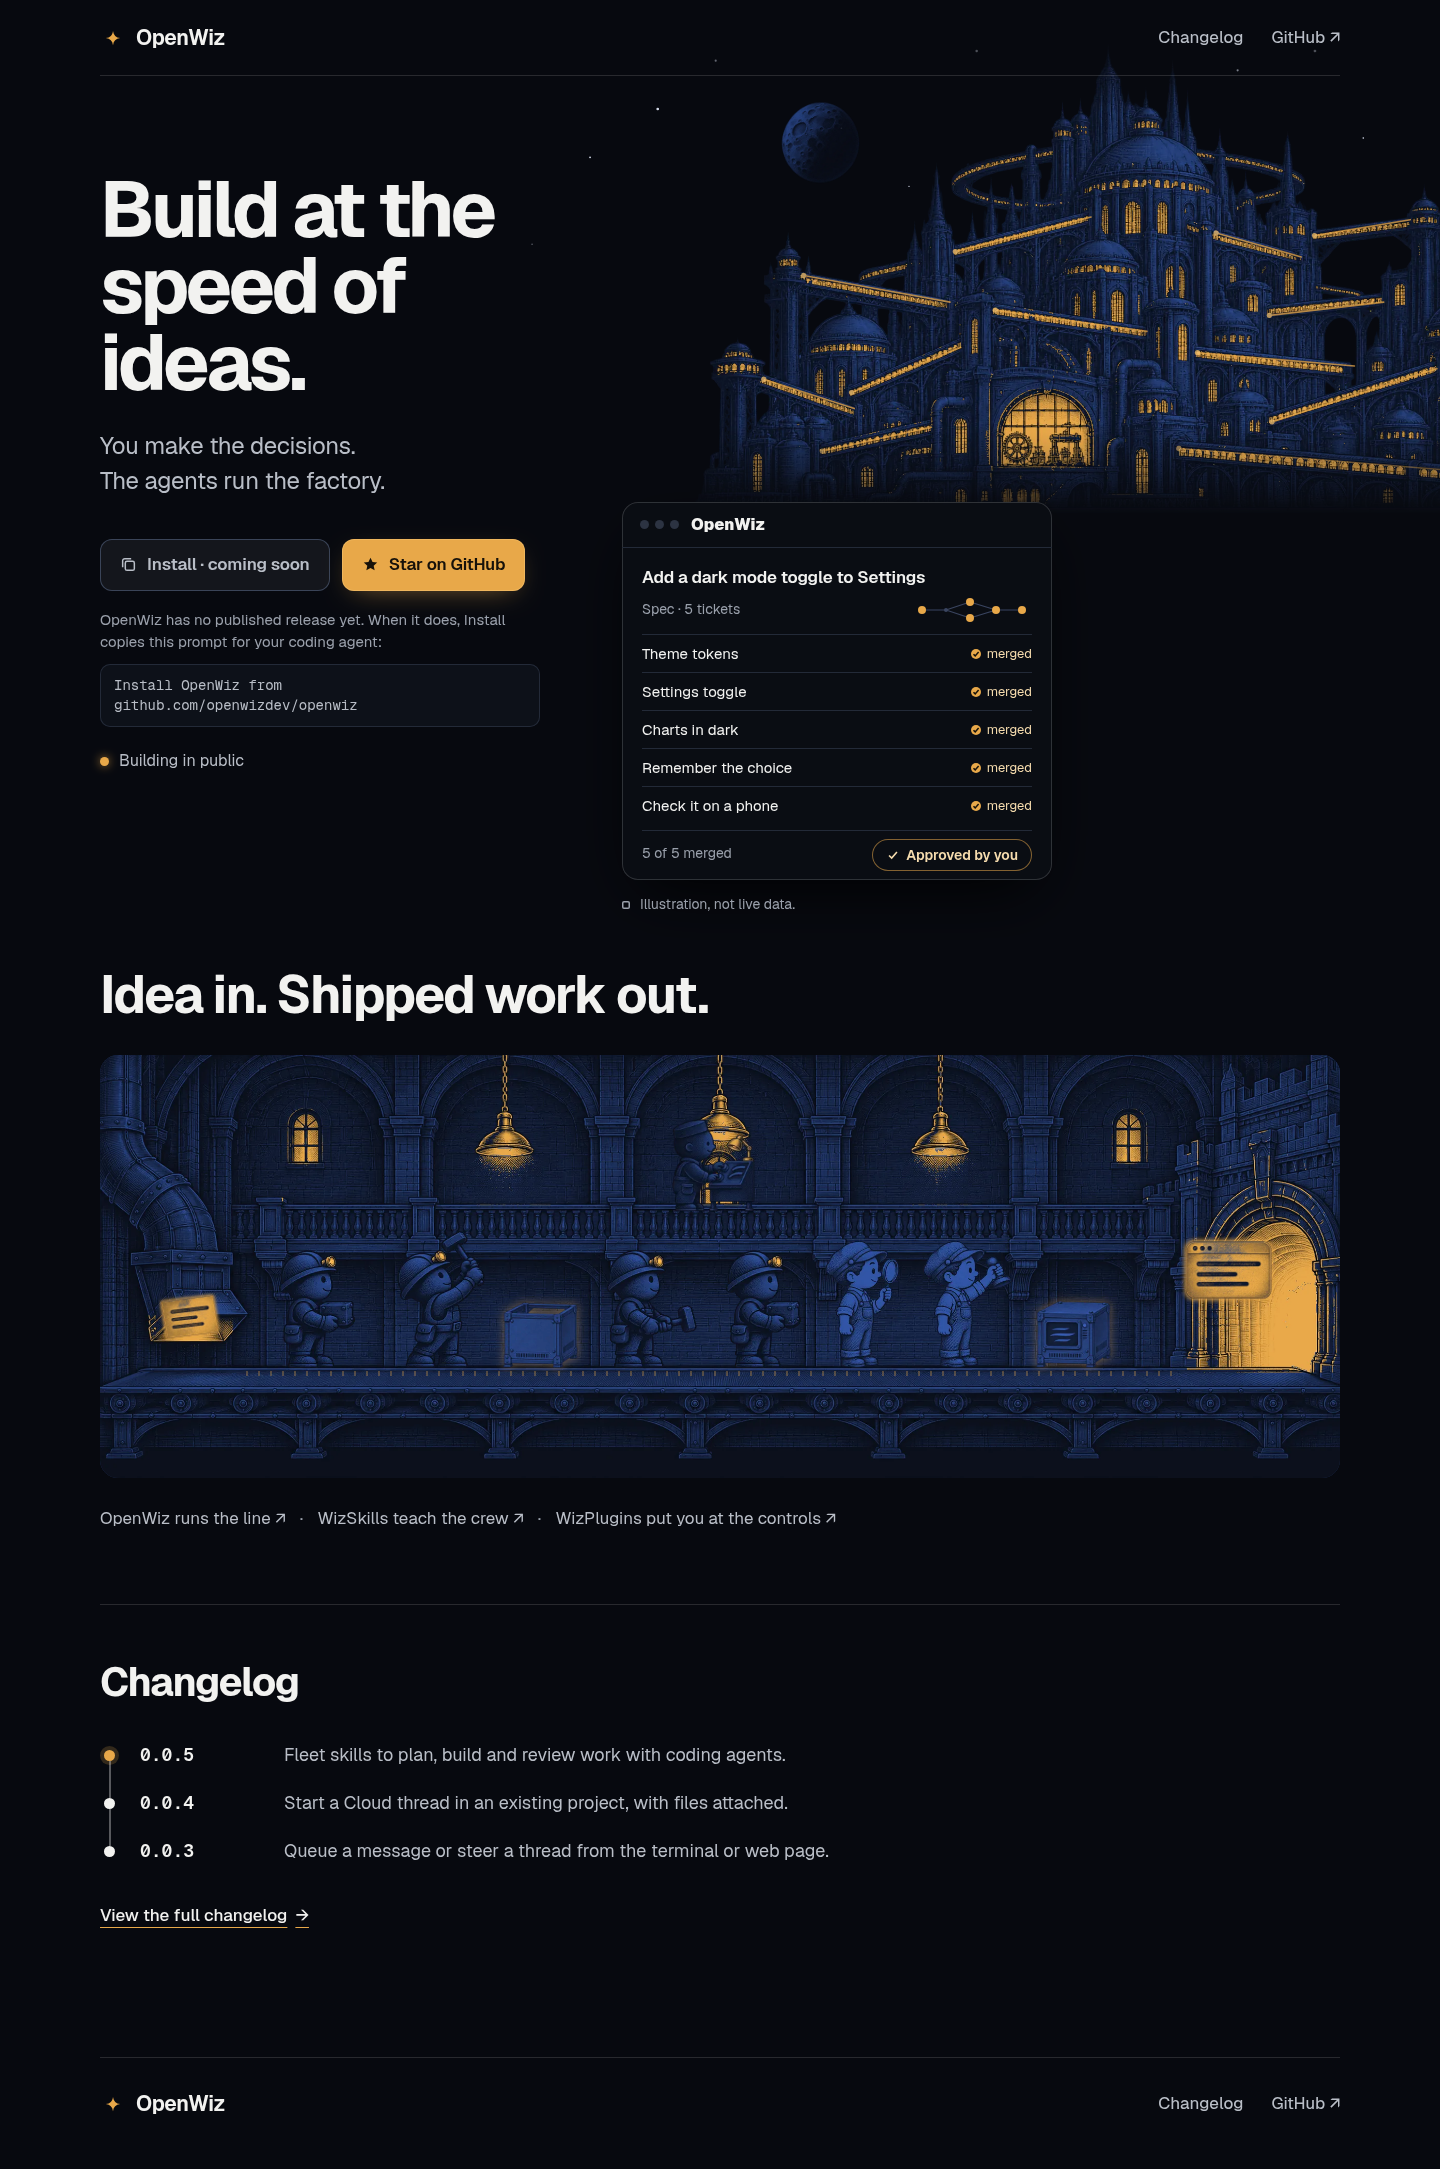 OpenWiz
Changelog
GitHub ↗
Build at the
speed of
ideas.
You make the decisions.
The agents run the factory.
Install · coming soon
Star on GitHub
OpenWiz has no published release yet. When it does, Install
copies this prompt for your coding agent:
Install OpenWiz from
github.com/openwizdev/openwiz
Building in public
OpenWiz
Add a dark mode toggle to Settings
Spec · 5 tickets
Theme tokens merged
Settings toggle merged
Charts in dark merged
Remember the choice merged
Check it on a phone merged
5 of 5 merged
Approved by you
Illustration, not live data.
Idea in. Shipped work out.
OpenWiz runs the line ↗ · WizSkills teach the crew ↗ · WizPlugins put you at the controls ↗
Changelog
0.0.5 Fleet skills to plan, build and review work with coding agents.
0.0.4 Start a Cloud thread in an existing project, with files attached.
0.0.3 Queue a message or steer a thread from the terminal or web page.
View the full changelog →
OpenWiz
Changelog
GitHub ↗